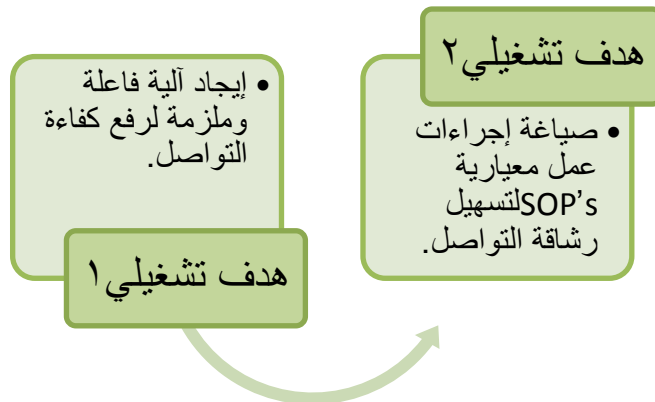 • إيجاد آلية فاعلة
وملزمة لرفع كفاءة
التواصل.
هدف تشغيلي١
هدف تشغيلي٢
• صياغة إجراءات
عمل معيارية
SOP’sلتسهيل
رشاقة التواصل.